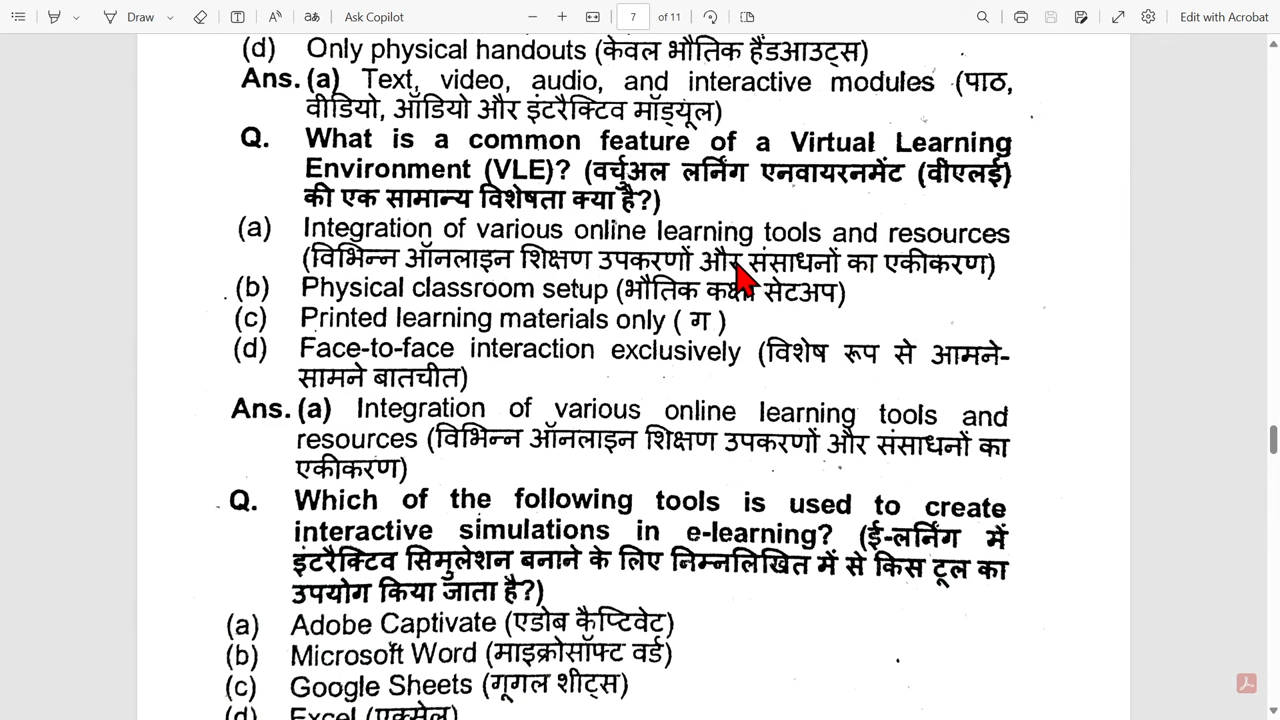 Draw
Ask Copilot
7 of 11
Edit with Acrobat
(d) Only physical handouts (केवल भौतिक हैंडआउट्स)
Ans. (a) Text, video, audio, and interactive modules (पाठ,
वीडियो, ऑडियो और इंटरैक्टिव मॉड्यूल)
Q. What is a common feature of a Virtual Learning
Environment (VLE)? (वर्चुअल लर्निंग एनवायरनमेंट (वीएलई)
की एक सामान्य विशेषता क्या है?)
(a) Integration of various online learning tools and resources
(विभिन्न ऑनलाइन शिक्षण उपकरणों और संसाधनों का एकीकरण)
(b) Physical classroom setup (भौतिक कक्षा सेटअप)
(c) Printed learning materials only ( ग )
(d) Face-to-face interaction exclusively (विशेष रूप से आमने-
सामने बातचीत)
Ans. (a) Integration of various online learning tools and
resources (विभिन्न ऑनलाइन शिक्षण उपकरणों और संसाधनों का
एकीकरण)
Q. Which of the following tools is used to create
interactive simulations in e-learning? (ई-लर्निंग में
इंटरैक्टिव सिमुलेशन बनाने के लिए निम्नलिखित में से किस टूल का
उपयोग किया जाता है?)
(a) Adobe Captivate (एडोब कैप्टिवेट)
(b) Microsoft Word (माइक्रोसॉफ्ट वर्ड)
(c) Google Sheets (गूगल शीट्स)
(d) Excel (एक्सेल)